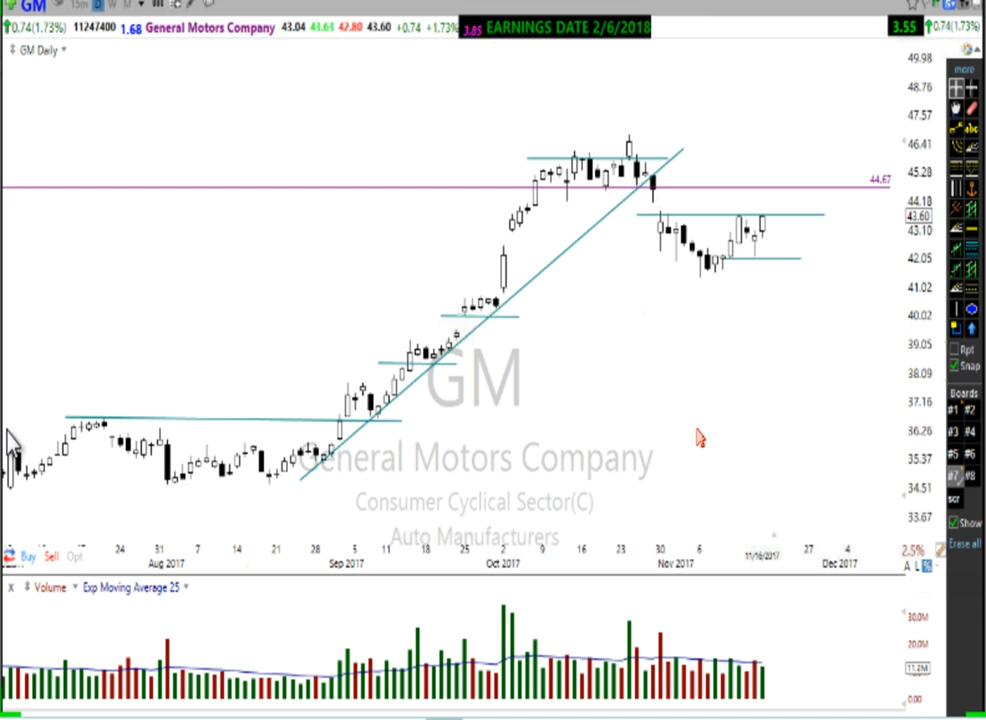 GM 15m D W M
0.74(1.73%) 11247400 1.68 General Motors Company 43.04 43.63 42.80 43.60 +0.74 +1.73% 3.85 EARNINGS DATE 2/6/2018 3.55 0.74(1.73%)
GM Daily
more
49.98
48.76
47.57
46.41
45.28
44.67
44.18
43.60
43.10
42.05
41.02
40.02
39.05
38.09
37.16
36.26
35.37
34.51
33.67
abc
Rpt
Snap
Boards
#1 #2
#3 #4
#5 #6
#7 #8
scr
Show
Erase all
GM
General Motors Company
Consumer Cyclical Sector(C)
Auto Manufacturers
Buy Sell Opt
24 31 7 14 21 28 5 11 18 25 2 9 16 23 30 6 11/16/2017 27 4
Aug 2017 Sep 2017 Oct 2017 Nov 2017 Dec 2017
2.5%
A L %
X Volume Exp Moving Average 25
30.0M
20.0M
11.2M
0.00